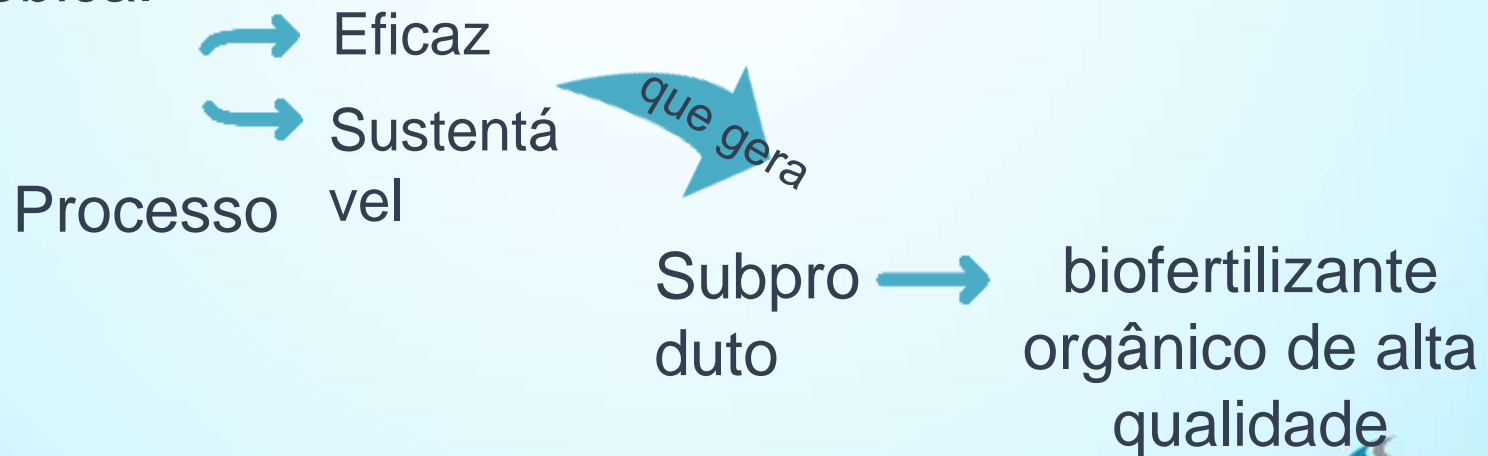 Eficaz
Sustentá
vel
Processo
que gera
Subpro
duto
biofertilizante
orgânico de alta
qualidade